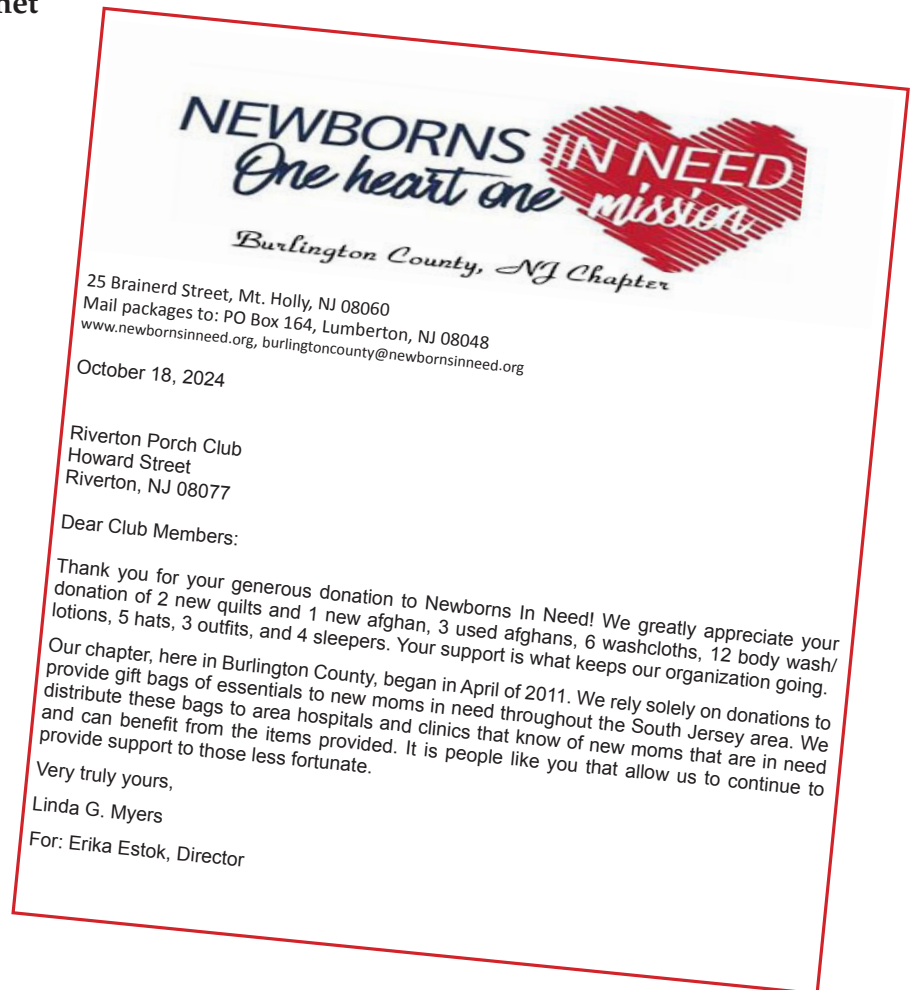 net
NEWBORNS IN NEED
One heart one mission
Burlington County, NJ Chapter
25 Brainerd Street, Mt. Holly, NJ 08060
Mail packages to: PO Box 164, Lumberton, NJ 08048
www.newbornsinneed.org, burlingtoncounty@newbornsinneed.org
October 18, 2024
Riverton Porch Club
Howard Street
Riverton, NJ 08077
Dear Club Members:
Thank you for your generous donation to Newborns In Need! We greatly appreciate your
donation of 2 new quilts and 1 new afghan, 3 used afghans, 6 washcloths, 12 body wash/
lotions, 5 hats, 3 outfits, and 4 sleepers. Your support is what keeps our organization going.
Our chapter, here in Burlington County, began in April of 2011. We rely solely on donations to
provide gift bags of essentials to new moms in need throughout the South Jersey area. We
distribute these bags to area hospitals and clinics that know of new moms that are in need
and can benefit from the items provided. It is people like you that allow us to continue to
provide support to those less fortunate.
Very truly yours,
Linda G. Myers
For: Erika Estok, Director